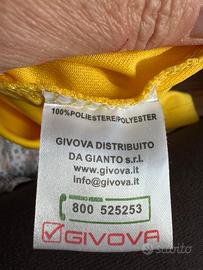 100%POLIESTERE/POLYESTER
GIVOVA DISTRIBUITO
DA GIANTO s.r.l.
www.givova.it
info@givova.it
NUMERO VERDE
800 525253
GIVOVA
subito